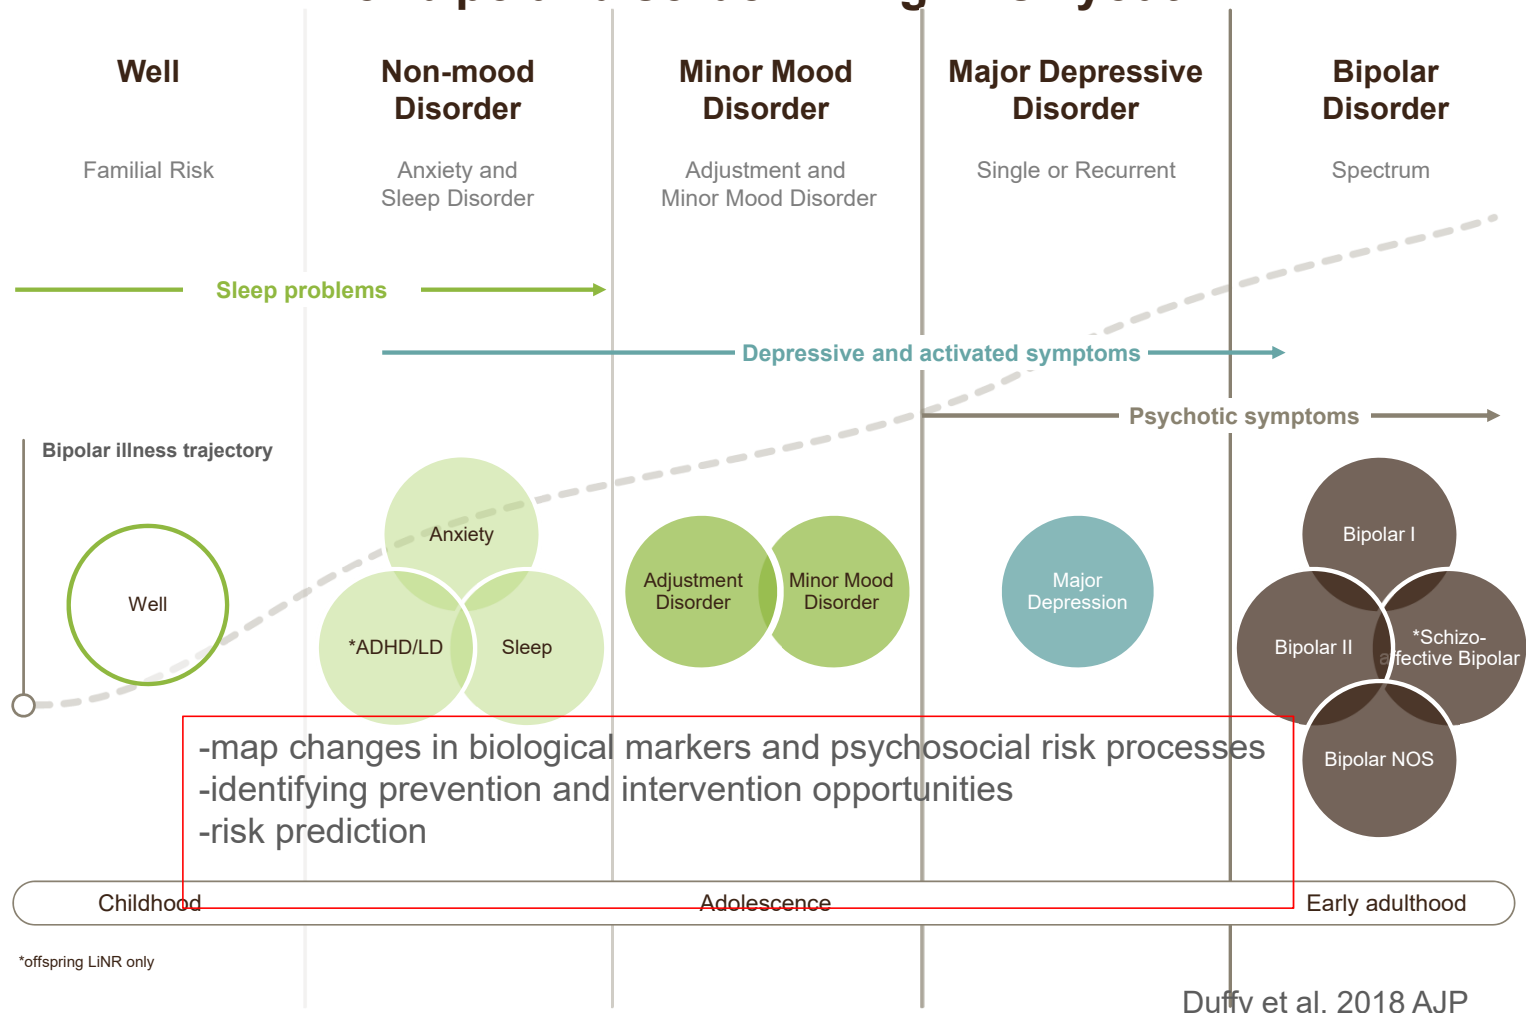 Well
Non-mood
Disorder
Minor Mood
Disorder
Major Depressive
Disorder
Bipolar
Disorder
Familial Risk
Anxiety and
Sleep Disorder
Adjustment and
Minor Mood Disorder
Single or Recurrent
Spectrum
Sleep problems
Depressive and activated symptoms
Psychotic symptoms
Bipolar illness trajectory
Well
Anxiety
*ADHD/LD
Sleep
Adjustment
Disorder
Minor Mood
Disorder
Major
Depression
Bipolar I
Bipolar II
*Schizo-
affective Bipolar
Bipolar NOS
-map changes in biological markers and psychosocial risk processes
-identifying prevention and intervention opportunities
-risk prediction
Childhood
Adolescence
Early adulthood
*offspring LiNR only
Duffy et al. 2018 AJP